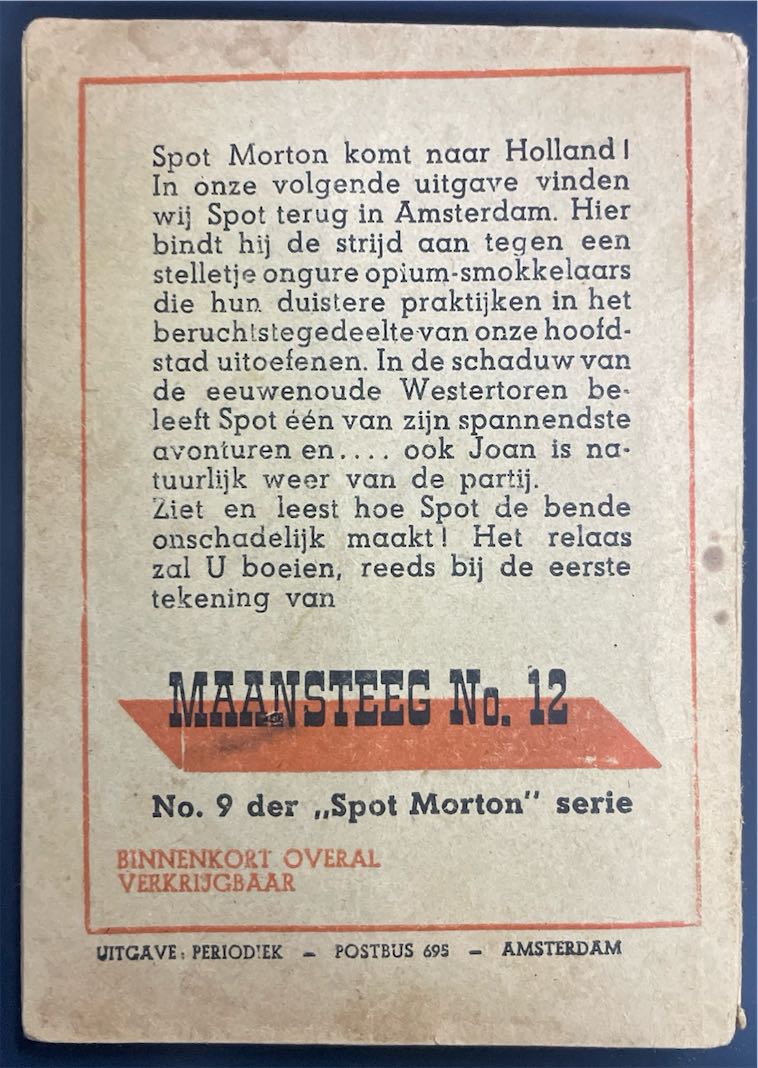 Spot Morton komt naar Holland!
In onze volgende uitgave vinden
wij Spot terug in Amsterdam. Hier
bindt hij de strijd aan tegen een
stelletje ongure opium-smokkelaars
die hun duistere praktijken in het
beruchtste gedeelte van onze hoofd-
stad uitoefenen. In de schaduw van
de eeuwenoude Westertoren be-
leeft Spot één van zijn spannendste
avonturen en.... ook Joan is na-
tuurlijk weer van de partij.
Ziet en leest hoe Spot de bende
onschadelijk maakt! Het relaas
zal U boeien, reeds bij de eerste
tekening van
MAANSTEEG No. 12
No. 9 der „Spot Morton" serie
BINNENKORT OVERAL
VERKRIJGBAAR
UITGAVE: PERIODIEK - POSTBUS 695 - AMSTERDAM